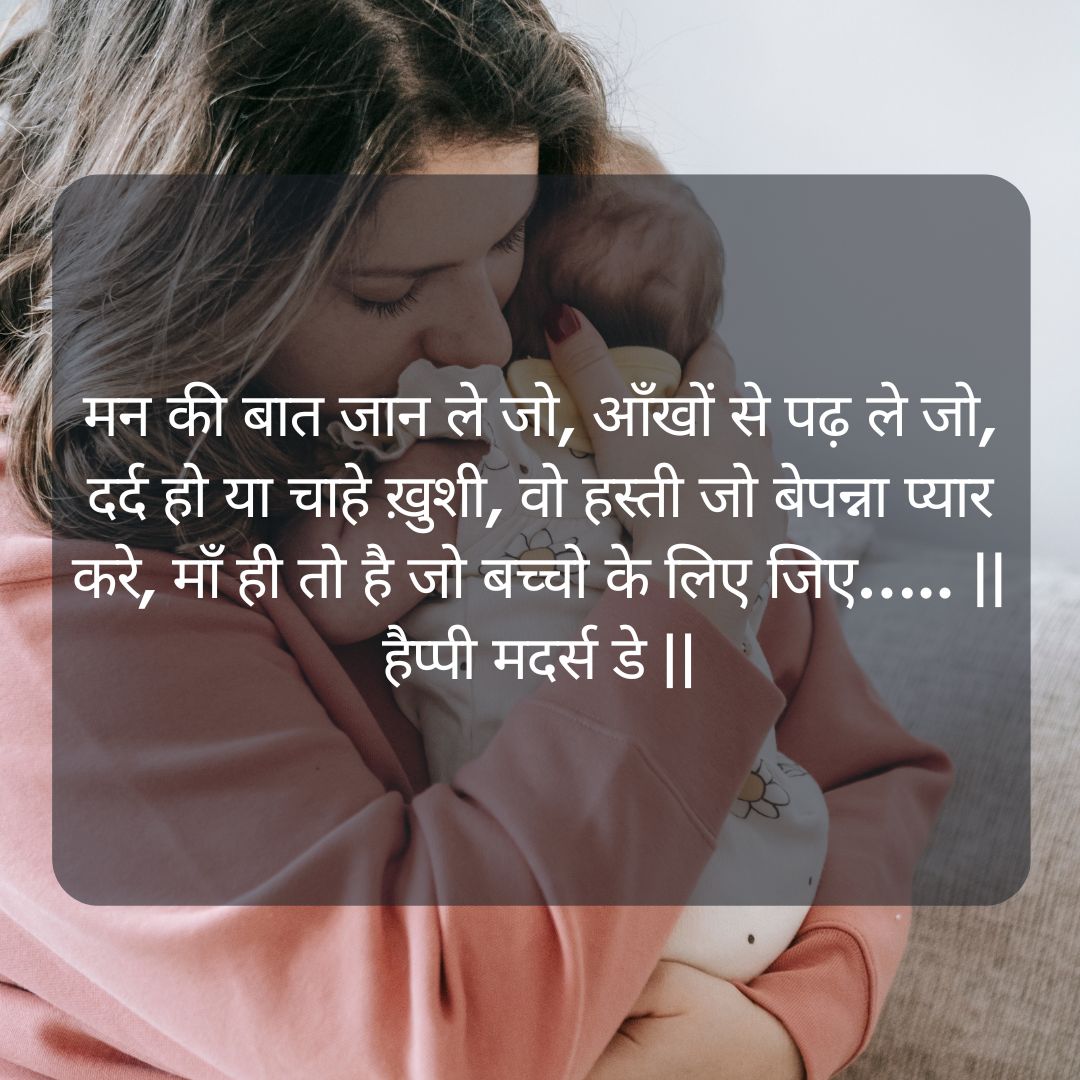 मन की बात जान ले जो, आँखों से पढ़ ले जो,
दर्द हो या चाहे ख़ुशी, वो हस्ती जो बेपन्ना प्यार
करे, माँ ही तो है जो बच्चो के लिए जिए..... ||
हैप्पी मदर्स डे ||